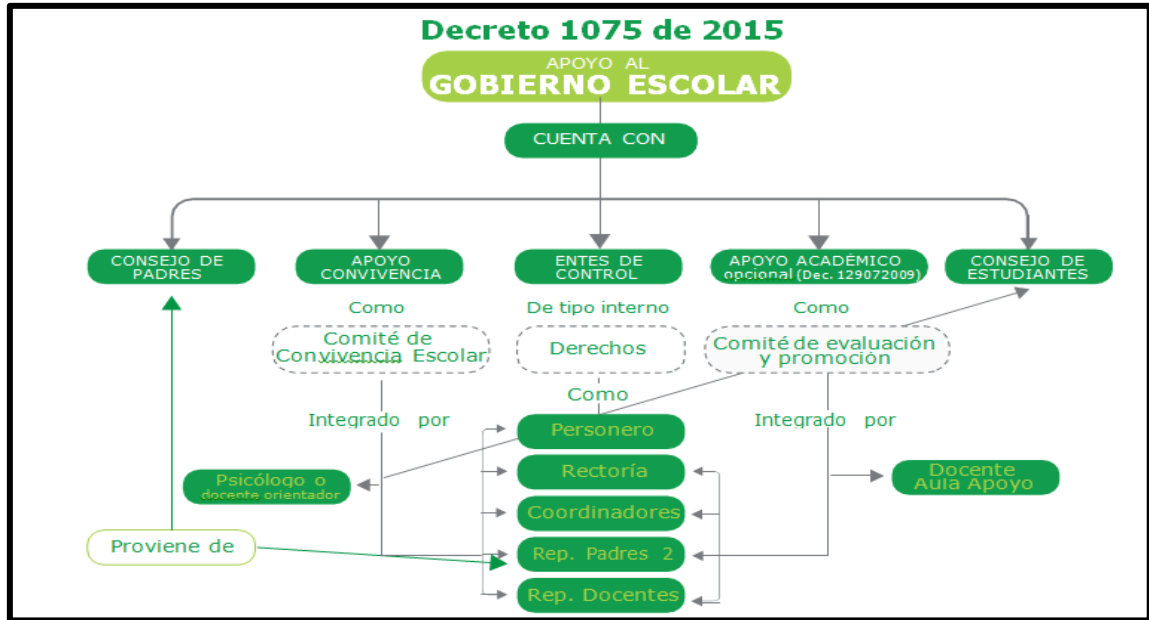 Decreto 1075 de 2015
APOYO AL
GOBIERNO ESCOLAR
CUENTA CON
CONSEJO DE
PADRES
APOYO
CONVIVENCIA
ENTES DE
CONTROL
APOYO ACADÉMICO
opcional (Dec. 129072009)
CONSEJO DE
ESTUDIANTES
Como
De tipo interno
Como
Comité de
Convivencia Escolar
Derechos
Comité de evaluación
y promoción
Como
Integrado por
Integrado por
Personero
Rectoría
Psicólogo o
docente orientador
Docente
Aula Apoyo
Coordinadores
Proviene de
Rep. Padres 2
Rep. Docentes